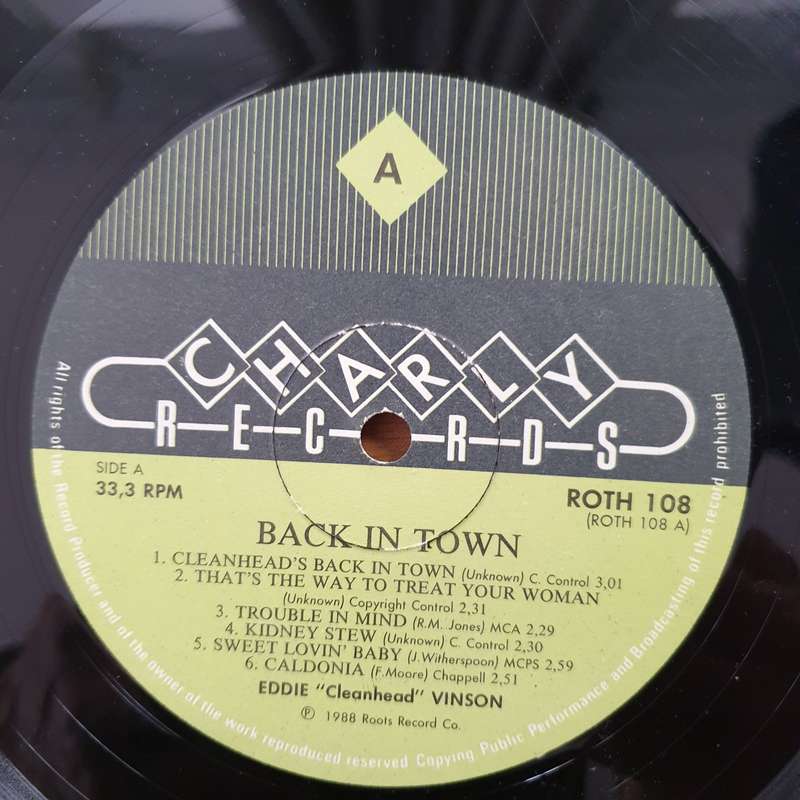 A
CHARLY
RECORDS
SIDE A
33,3 RPM
ROTH 108
(ROTH 108 A)
BACK IN TOWN
1. CLEANHEAD'S BACK IN TOWN (Unknown) C. Control 3,01
2. THAT'S THE WAY TO TREAT YOUR WOMAN
(Unknown) Copyright Control 2,31
3. TROUBLE IN MIND (R.M. Jones) MCA 2,29
4. KIDNEY STEW (Unknown) C. Control 2,30
5. SWEET LOVIN' BABY (J.Witherspoon) MCPS 2,59
6. CALDONIA (F.Moore) Chappell 2,51
EDDIE "Cleanhead" VINSON
℗ 1988 Roots Record Co.
All rights of the Record Producer and of the owner of the work reproduced reserved Copying Public Performance and Broadcasting of this record prohibited